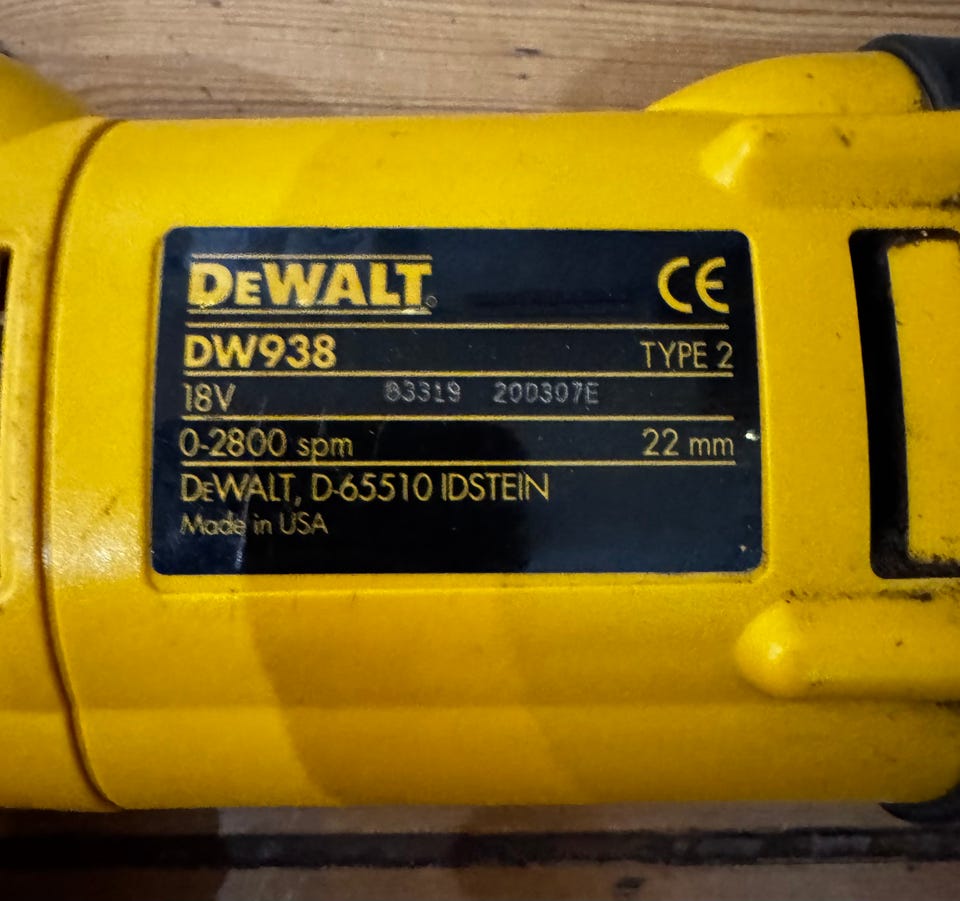 DEWALT® CE
DW938 TYPE 2
18V 83319 200307E
0-2800 spm 22 mm
DEWALT, D-65510 IDSTEIN
Made in USA